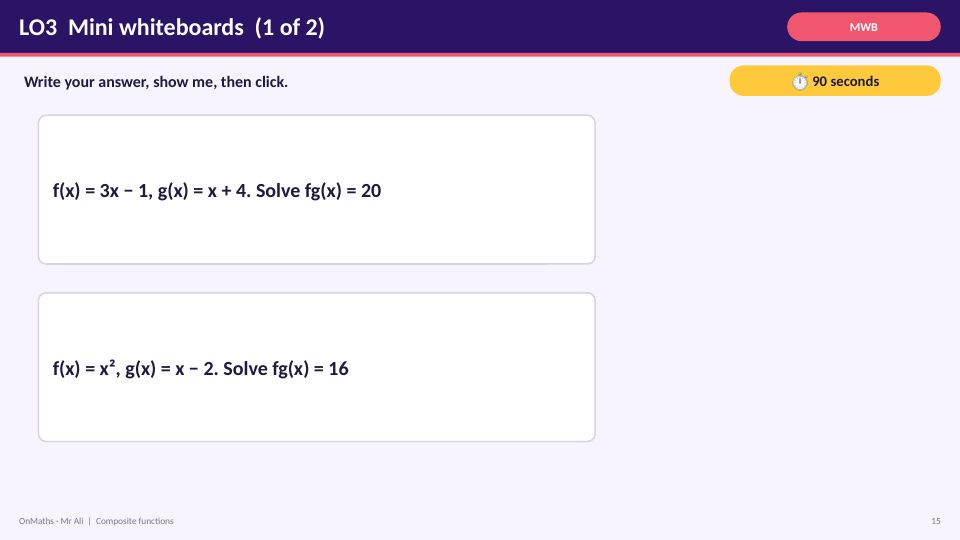 LO3 Mini whiteboards (1 of 2)
MWB
Write your answer, show me, then click.
⏱ 90 seconds
f(x) = 3x − 1, g(x) = x + 4. Solve fg(x) = 20
f(x) = x², g(x) = x − 2. Solve fg(x) = 16
OnMaths - Mr Ali | Composite functions
15